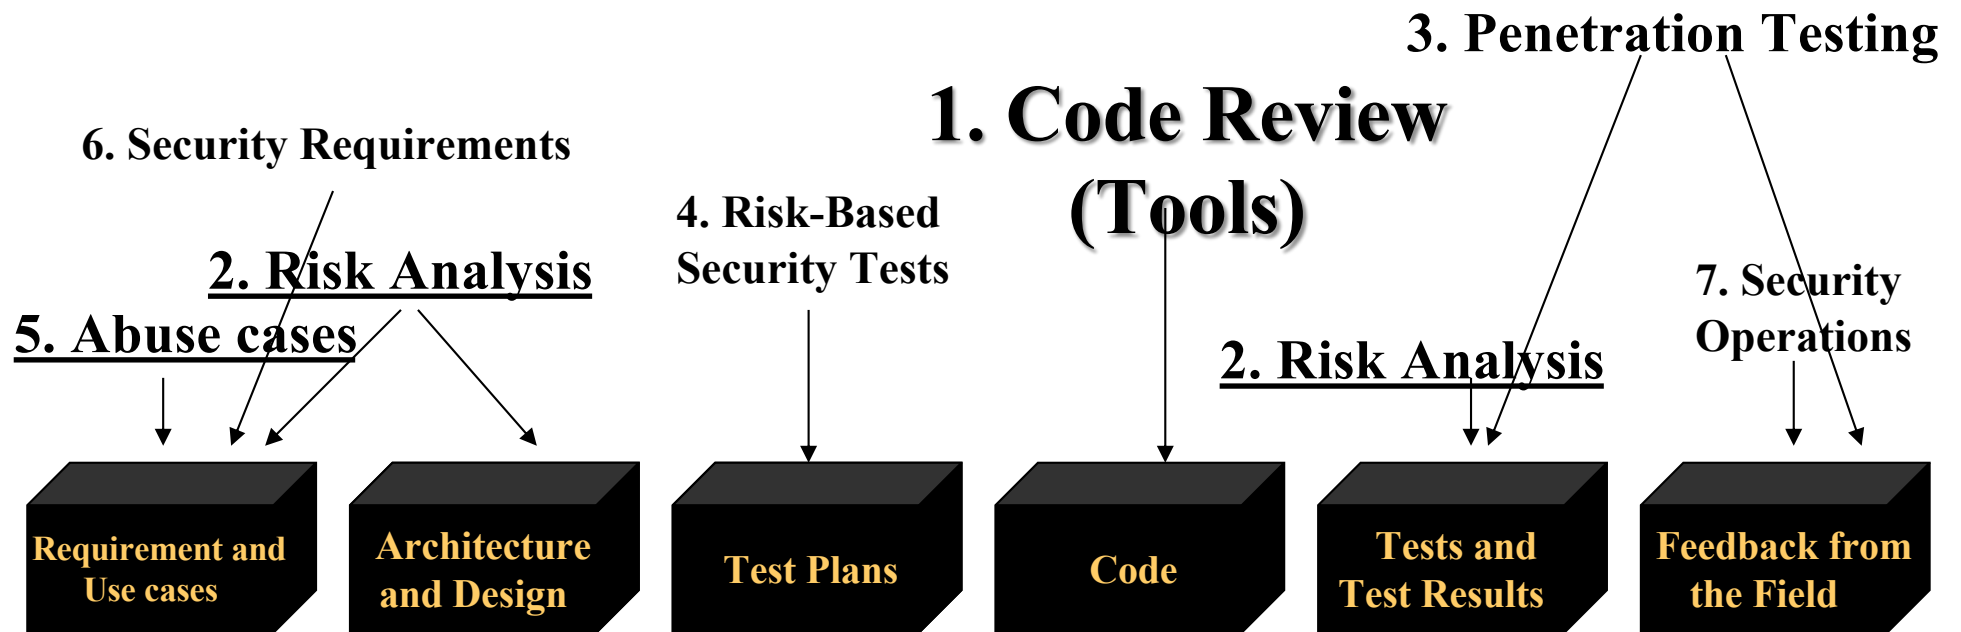 3. Penetration Testing
1. Code Review
(Tools)
6. Security Requirements
4. Risk-Based
Security Tests
2. Risk Analysis
7. Security
Operations
5. Abuse cases
2. Risk Analysis
Requirement and
Use cases
Architecture
and Design
Test Plans
Code
Tests and
Test Results
Feedback from
the Field